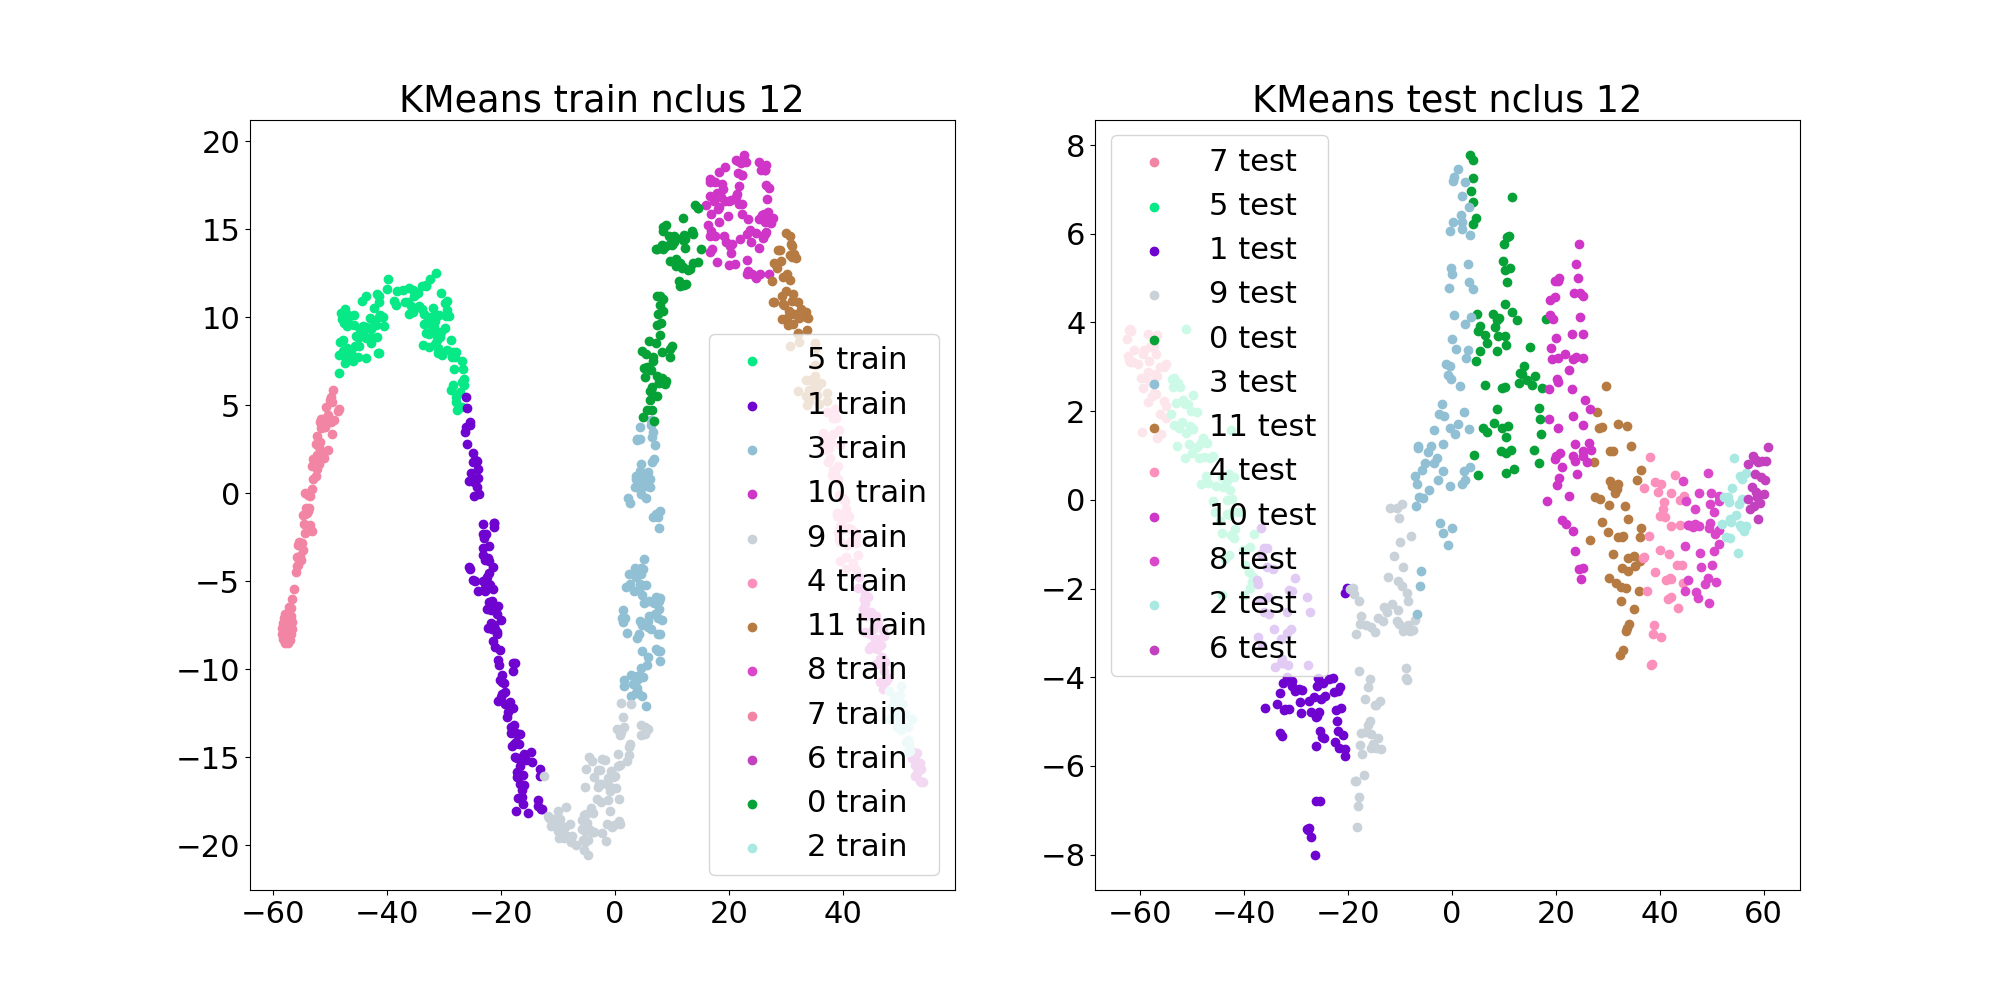 KMeans train nclus 12
20
15
10
5
0
−5
−10
−15
−20
−60 −40 −20 0 20 40
5 train
1 train
3 train
10 train
9 train
4 train
11 train
8 train
7 train
6 train
0 train
2 train
KMeans test nclus 12
8
6
4
2
0
−2
−4
−6
−8
−60 −40 −20 0 20 40 60
7 test
5 test
1 test
9 test
0 test
3 test
11 test
4 test
10 test
8 test
2 test
6 test